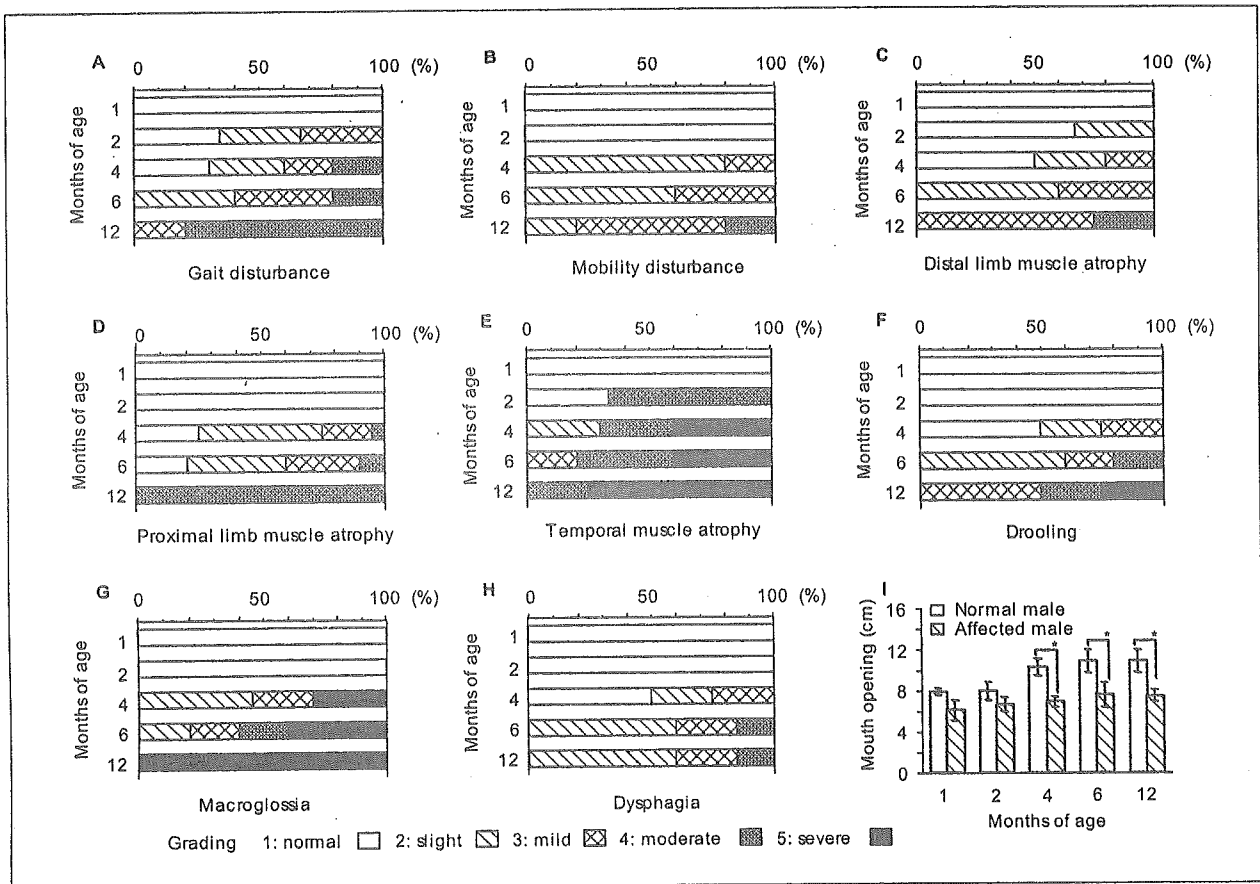 A 0 50 100 (%)
Months of age
1
2
4
6
12
Gait disturbance
B 0 50 100 (%)
Months of age
1
2
4
6
12
Mobility disturbance
C 0 50 100 (%)
Months of age
1
2
4
6
12
Distal limb muscle atrophy
D 0 50 100 (%)
Months of age
1
2
4
6
12
Proximal limb muscle atrophy
E 0 50 100 (%)
Months of age
1
2
4
6
12
Temporal muscle atrophy
F 0 50 100 (%)
Months of age
1
2
4
6
12
Drooling
G 0 50 100 (%)
Months of age
1
2
4
6
12
Macroglossia
H 0 50 100 (%)
Months of age
1
2
4
6
12
Dysphagia
I
Mouth opening (cm)
16
12
8
4
0
Normal male
Affected male
* * *
1 2 4 6 12
Months of age
Grading 1: normal 2: slight 3: mild 4: moderate 5: severe